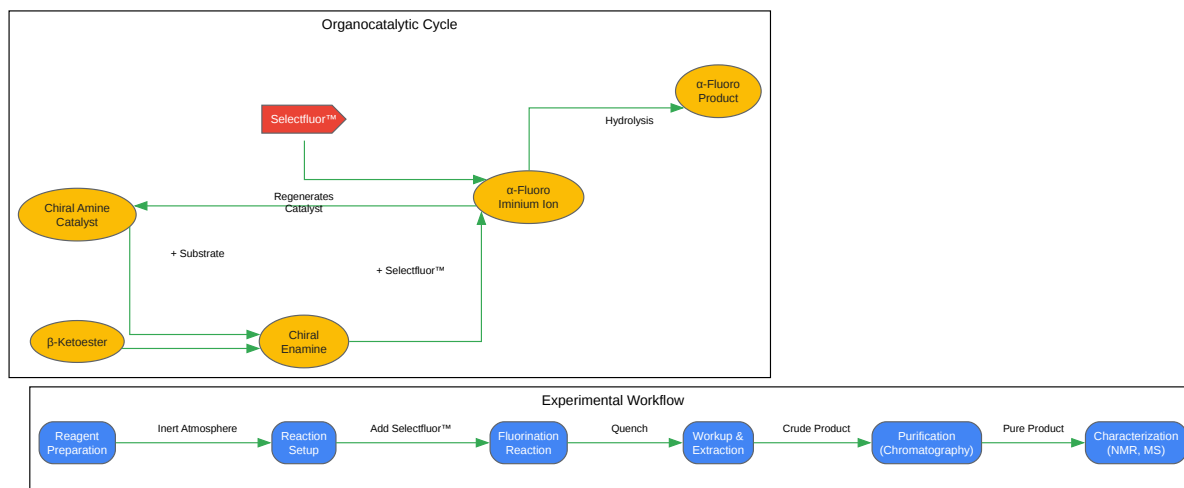 Organocatalytic Cycle
α-Fluoro
Product
Selectfluor™
Hydrolysis
α-Fluoro
Iminium Ion
Regenerates
Catalyst
Chiral Amine
Catalyst
+ Substrate
+ Selectfluor™
β-Ketoester
Chiral
Enamine
Experimental Workflow
Reagent
Preparation
Inert Atmosphere
Reaction
Setup
Add Selectfluor™
Fluorination
Reaction
Quench
Workup &
Extraction
Crude Product
Purification
(Chromatography)
Pure Product
Characterization
(NMR, MS)